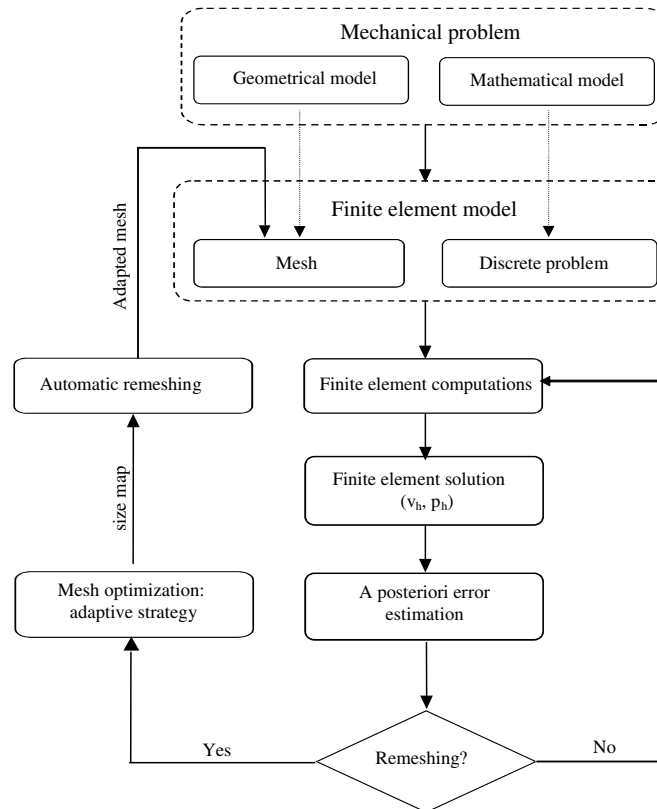 Mechanical problem
Geometrical model
Mathematical model
Finite element model
Mesh
Discrete problem
Adapted mesh
Automatic remeshing
Finite element computations
size map
Finite element solution
(vₕ, pₕ)
Mesh optimization:
adaptive strategy
A posteriori error
estimation
Yes
Remeshing?
No